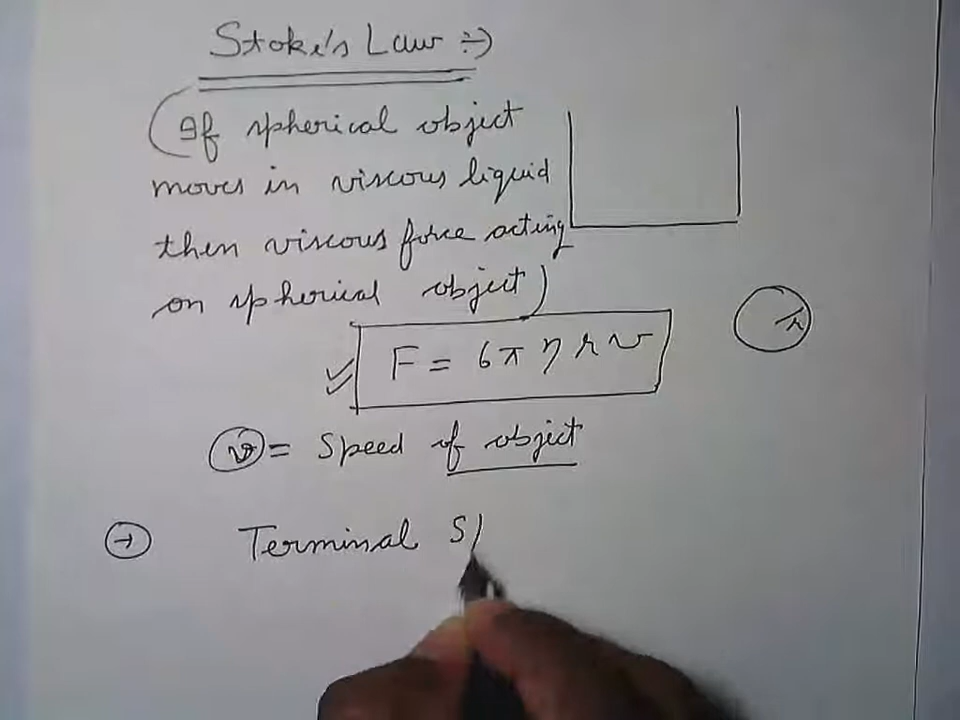 Stoke's Law ÷)
(If spherical object
moves in viscous liquid
then viscous force acting
on spherical object)
F = 6π η r v
r
v = Speed of object
→ Terminal S